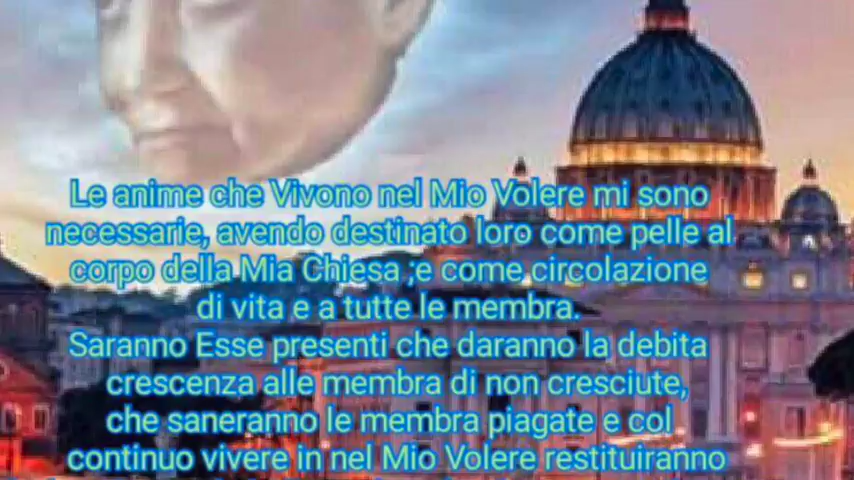 Le anime che Vivono nel Mio Volere mi sono
necessarie, avendo destinato loro come pelle al
corpo della Mia Chiesa ;e come circolazione
di vita e a tutte le membra.
Saranno Esse presenti che daranno la debita
crescenza alle membra di non cresciute,
che saneranno le membra piagate e col
continuo vivere in nel Mio Volere restituiranno